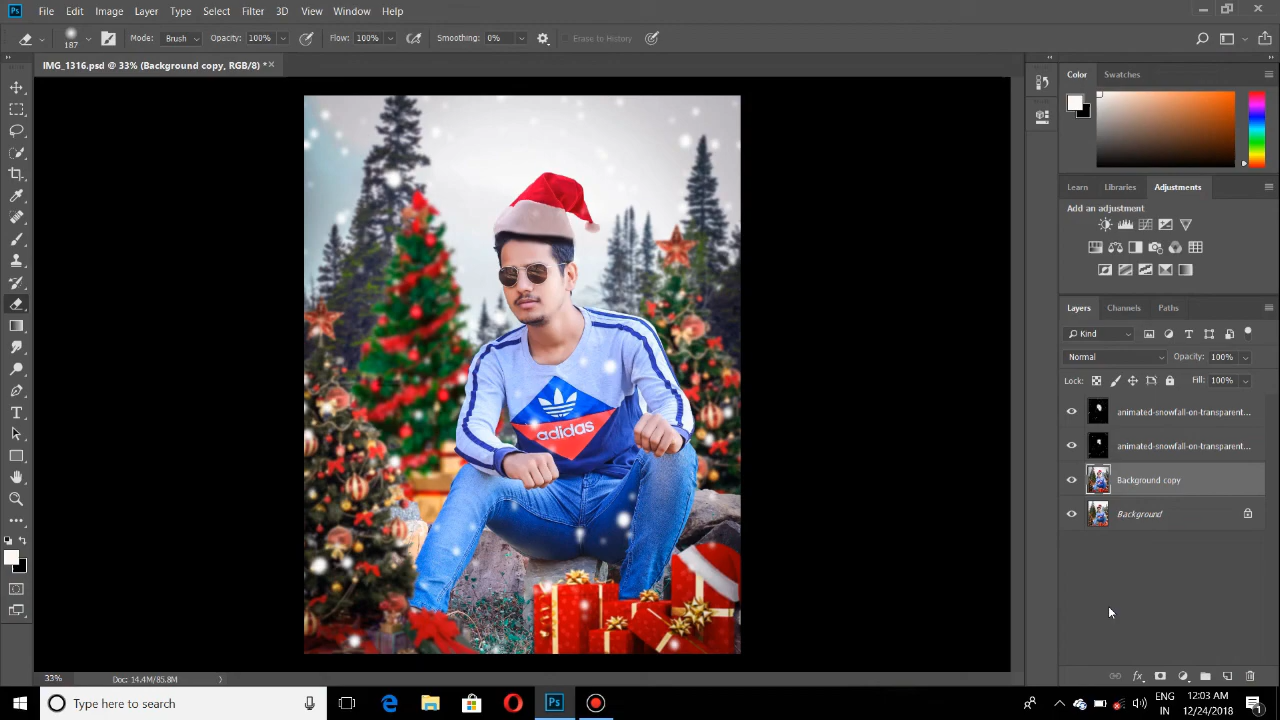 Ps File Edit Image Layer Type Select Filter 3D View Window Help
187 Mode: Brush Opacity: 100% Flow: 100% Smoothing: 0% Erase to History
IMG_1316.psd @ 33% (Background copy, RGB/8) *
Color Swatches
Learn Libraries Adjustments
Add an adjustment
Layers Channels Paths
Kind
Normal Opacity: 100%
Lock: Fill: 100%
animated-snowfall-on-transparent...
animated-snowfall-on-transparent...
Background copy
Background
adidas
33% Doc: 14.4M/85.8M
Type here to search
Ps
ENG
IN
12:03 AM
12/24/2018
1